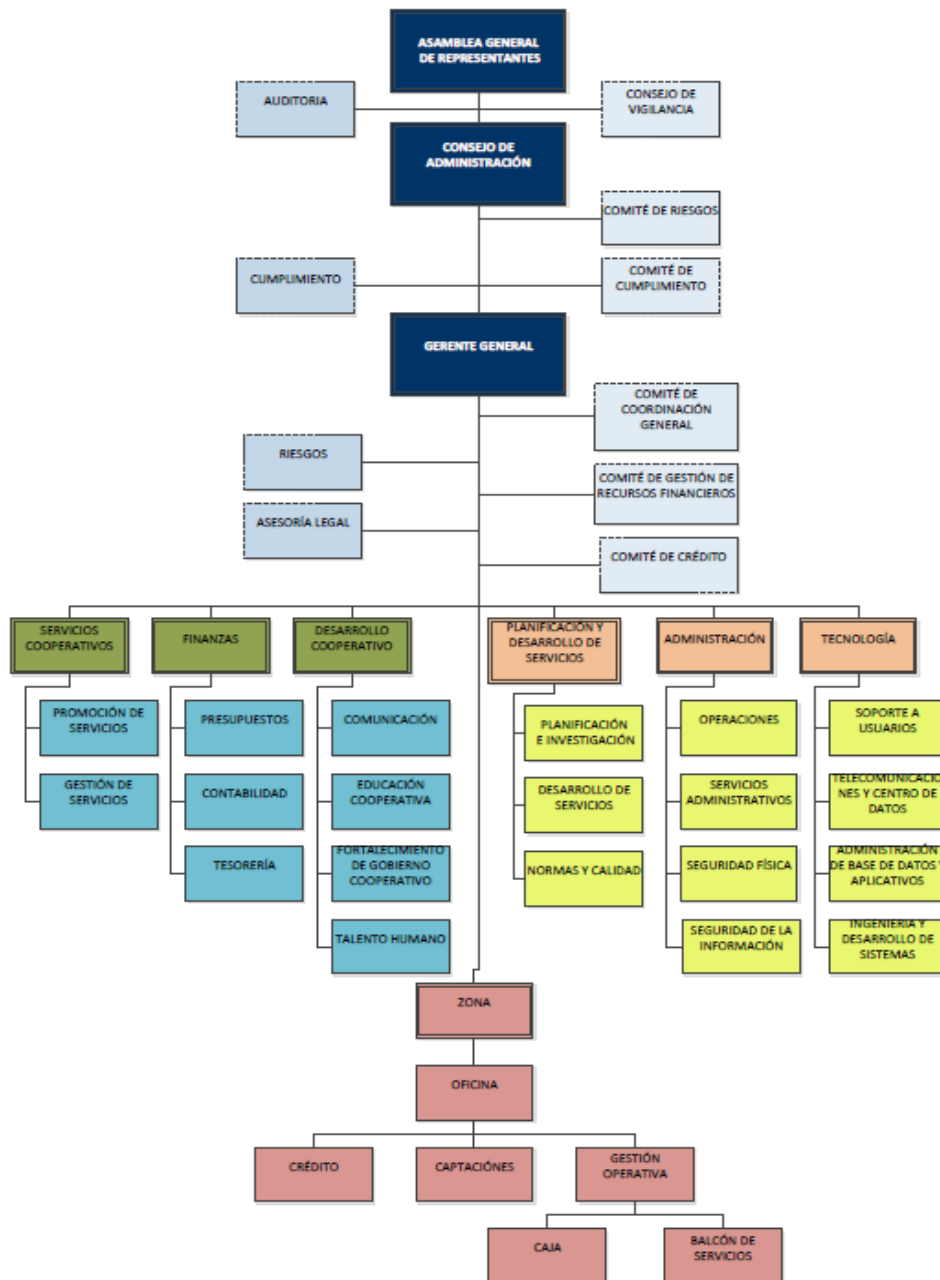 ASAMBLEA GENERAL
DE REPRESENTANTES
AUDITORIA
CONSEJO DE
VIGILANCIA
CONSEJO DE
ADMINISTRACIÓN
COMITÉ DE RIESGOS
CUMPLIMIENTO
COMITÉ DE
CUMPLIMIENTO
GERENTE GENERAL
COMITÉ DE
COORDINACIÓN
GENERAL
RIESGOS
COMITÉ DE GESTIÓN DE
RECURSOS FINANCIEROS
ASESORÍA LEGAL
COMITÉ DE CRÉDITO
SERVICIOS
COOPERATIVOS
FINANZAS
DESARROLLO
COOPERATIVO
PLANIFICACIÓN Y
DESARROLLO DE
SERVICIOS
ADMINISTRACIÓN
TECNOLOGÍA
PROMOCIÓN DE
SERVICIOS
PRESUPUESTOS
COMUNICACIÓN
PLANIFICACIÓN
E INVESTIGACIÓN
OPERACIONES
SOPORTE A
USUARIOS
GESTIÓN DE
SERVICIOS
CONTABILIDAD
EDUCACIÓN
COOPERATIVA
DESARROLLO DE
SERVICIOS
SERVICIOS
ADMINISTRATIVOS
TELECOMUNICACIO
NES Y CENTRO DE
DATOS
TESORERÍA
FORTALECIMIENTO
DE GOBIERNO
COOPERATIVO
NORMAS Y CALIDAD
SEGURIDAD FÍSICA
ADMINISTRACIÓN
DE BASE DE DATOS Y
APLICATIVOS
TALENTO HUMANO
SEGURIDAD DE LA
INFORMACIÓN
INGENIERÍA Y
DESARROLLO DE
SISTEMAS
ZONA
OFICINA
CRÉDITO
CAPTACIÓNES
GESTIÓN
OPERATIVA
CAJA
BALCÓN DE
SERVICIOS